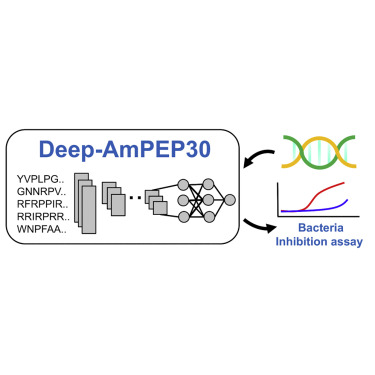 Deep-AmPEP30
YVPLPG..
GNNRPV..
RFRPPIR..
RRIRPRR..
WNPFAA..
Bacteria
Inhibition assay